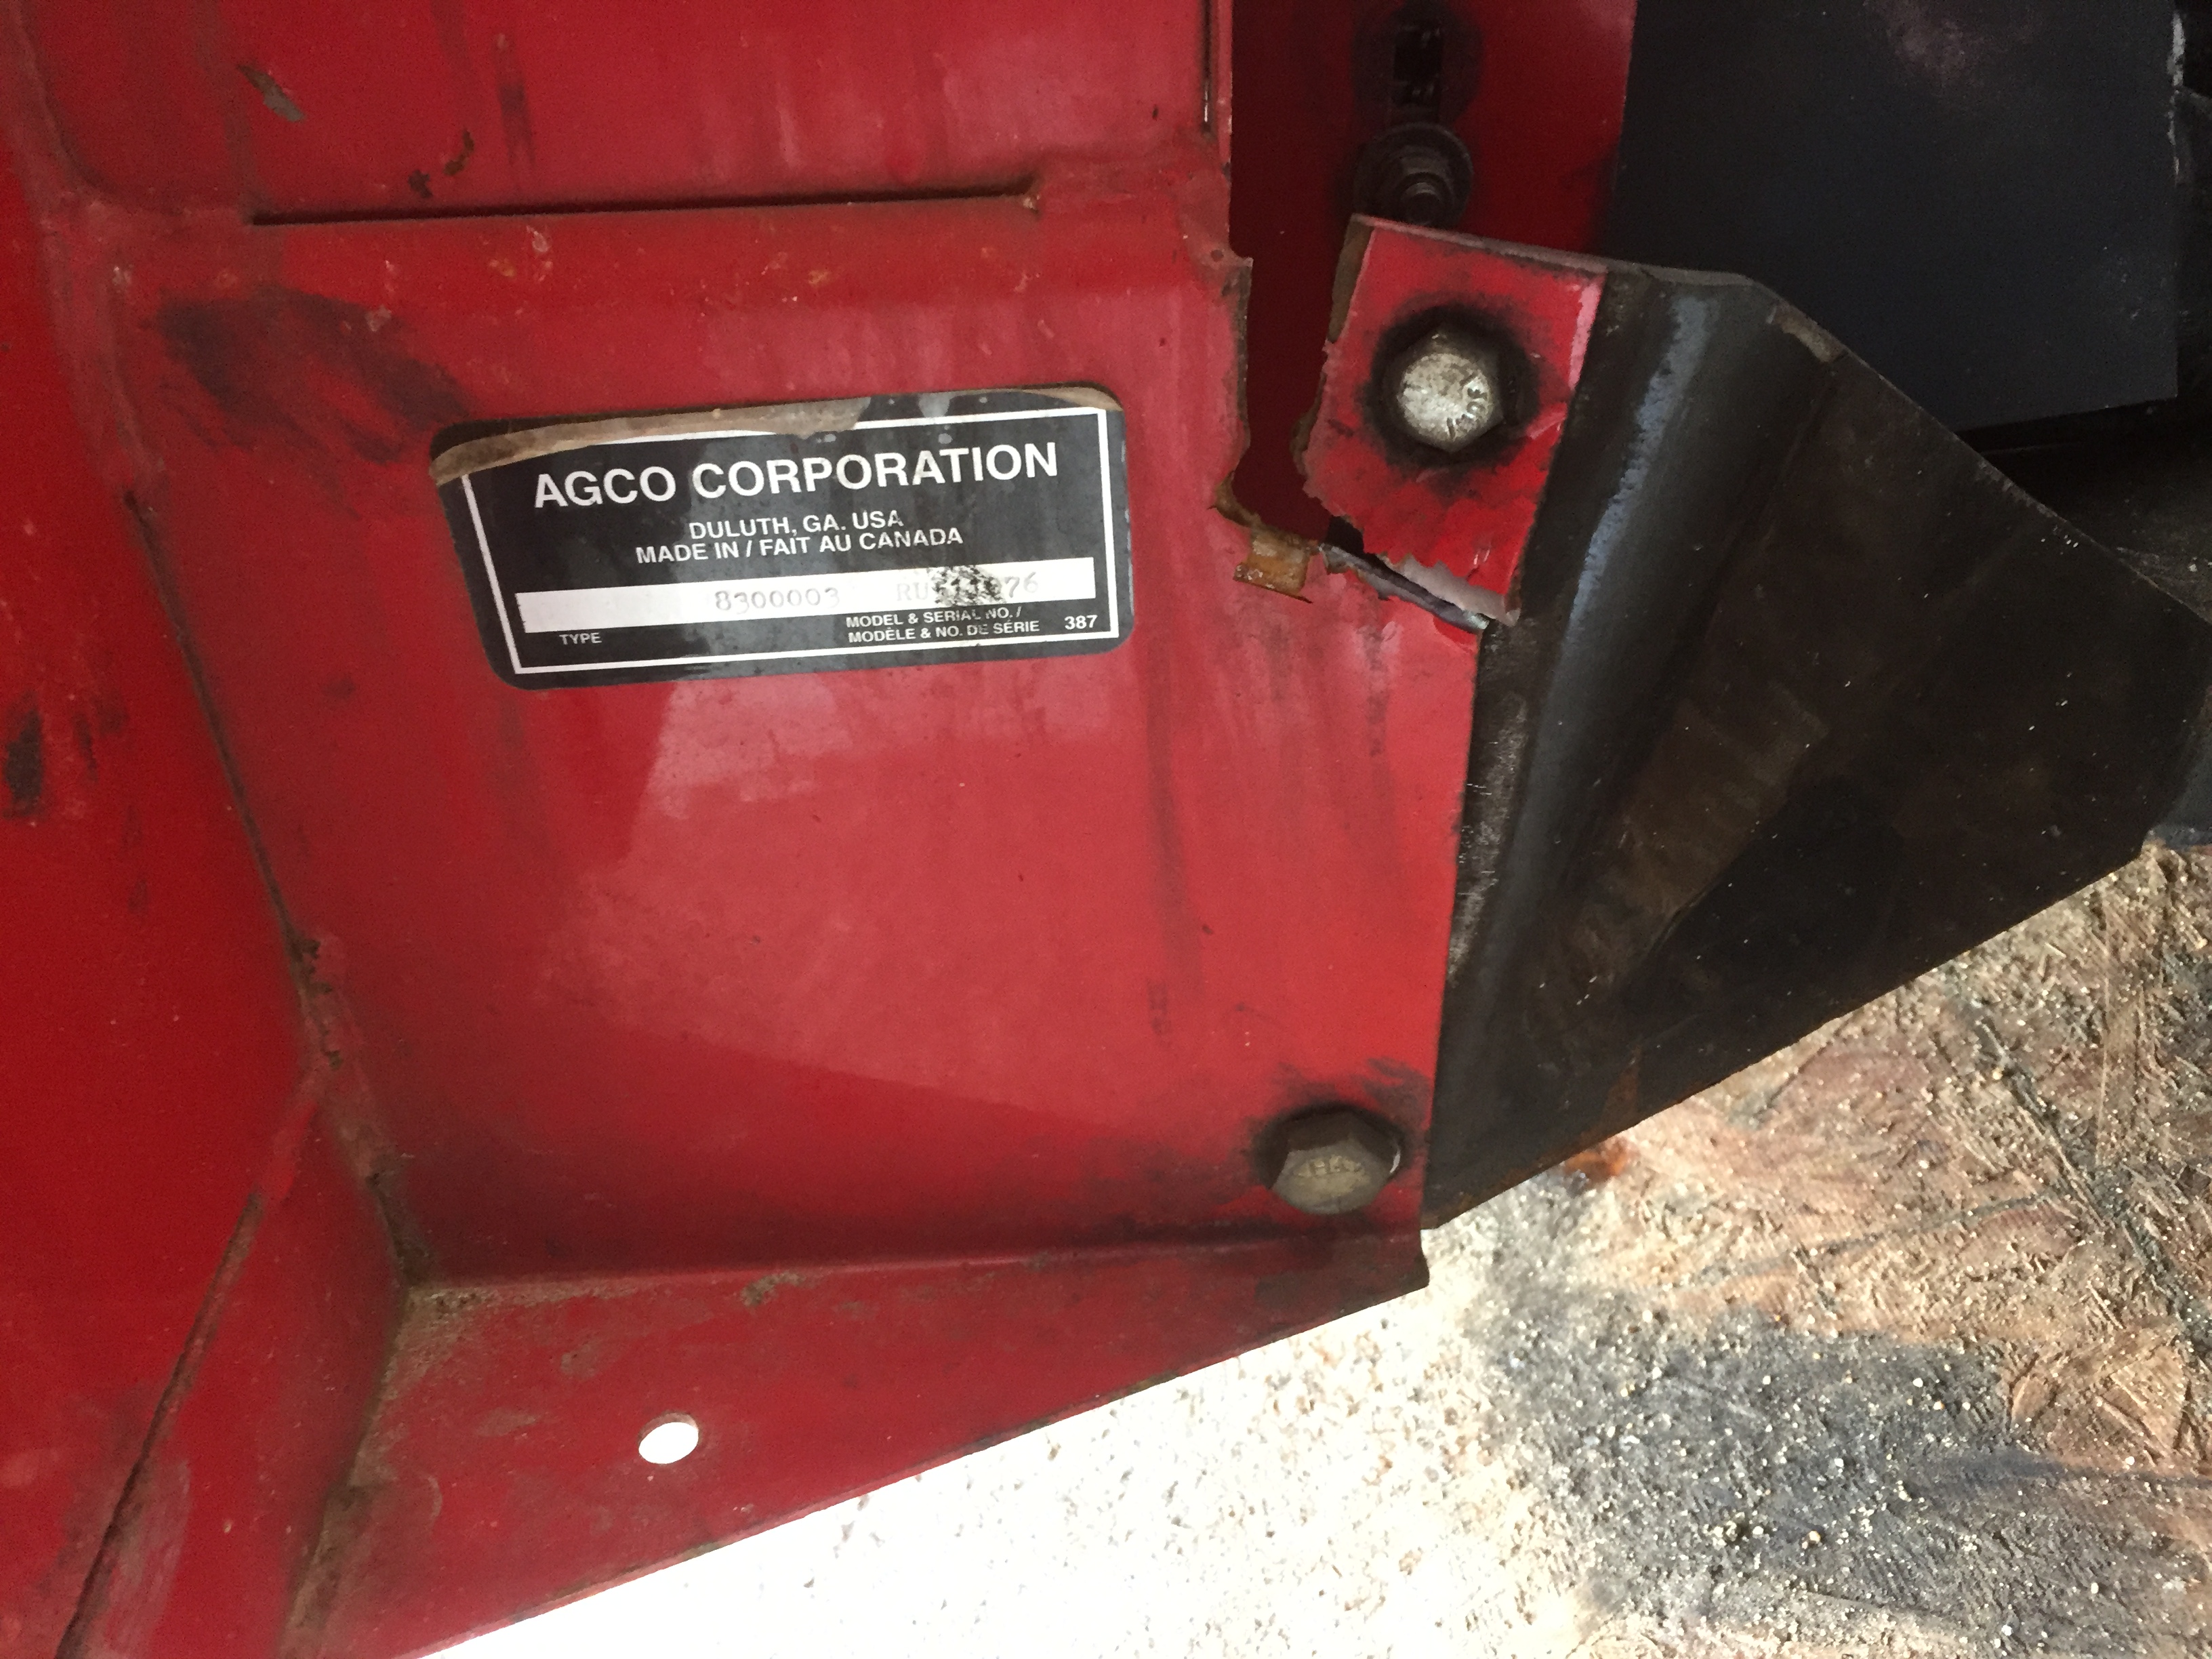 AGCO CORPORATION
DULUTH, GA. USA
MADE IN / FAIT AU CANADA
8300003
TYPE
MODEL & SERIAL NO. /
MODÈLE & NO. DE SÉRIE 387